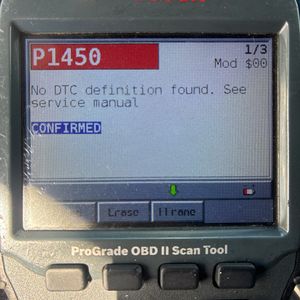 P1450
1/3
Mod $00
No DTC definition found. See
service manual
CONFIRMED
Erase
ProGrade OBD II Scan Tool